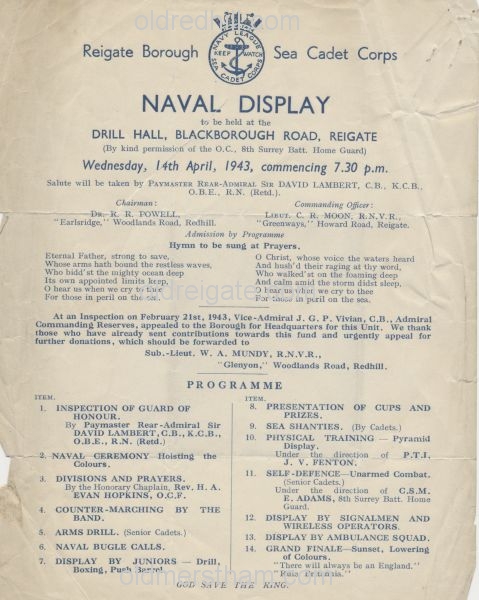 oldredhill.com
Reigate Borough
NAVY LEAGUE
KEEP WATCH
SEA CADET CORPS
Sea Cadet Corps
NAVAL DISPLAY
to be held at the
DRILL HALL, BLACKBOROUGH ROAD, REIGATE
(By kind permission of the O.C., 8th Surrey Batt. Home Guard)
Wednesday, 14th April, 1943, commencing 7.30 p.m.
Salute will be taken by Paymaster Rear-Admiral Sir DAVID LAMBERT, C.B., K.C.B.,
O.B.E., R.N. (Retd.)
Chairman :
Dr. R. R. POWELL,
"Earlsridge," Woodlands Road, Redhill.
Commanding Officer :
Lieut. C. R. MOON, R.N.V.R.,
"Greenways," Howard Road, Reigate.
Admission by Programme
Hymn to be sung at Prayers.
Eternal Father, strong to save,
Whose arms hath bound the restless waves,
Who bidd'st the mighty ocean deep
Its own appointed limits keep,
O hear us when we cry to thee
For those in peril on the sea.
O Christ, whose voice the waters heard
And hush'd their raging at thy word,
Who walked'st on the foaming deep
And calm amid the storm didst sleep,
O hear us when we cry to thee
For those in peril on the sea.
oldreigate.com
At an Inspection on February 21st, 1943, Vice-Admiral J. G. P. Vivian, C.B., Admiral
Commanding Reserves, appealed to the Borough for Headquarters for this Unit. We thank
those who have already sent contributions towards this fund and urgently appeal for
further donations, which should be forwarded to
Sub.-Lieut. W. A. MUNDY, R.N.V.R.,
"Glenyon," Woodlands Road, Redhill.
PROGRAMME
ITEM.
1. INSPECTION OF GUARD OF
HONOUR.
By Paymaster Rear-Admiral Sir
DAVID LAMBERT, C.B., K.C.B.,
O.B.E., R.N. (Retd.)
2. NAVAL CEREMONY—Hoisting the
Colours.
3. DIVISIONS AND PRAYERS.
By the Honorary Chaplain, Rev. H. A.
EVAN HOPKINS, O.C.F.
4. COUNTER-MARCHING BY THE
BAND.
5. ARMS DRILL. (Senior Cadets.)
6. NAVAL BUGLE CALLS.
7. DISPLAY BY JUNIORS — Drill,
Boxing, Push Barrel.
ITEM.
8. PRESENTATION OF CUPS AND
PRIZES.
9. SEA SHANTIES. (By Cadets.)
10. PHYSICAL TRAINING — Pyramid
Display.
Under the direction of P.T.I.
J. V. FENTON.
11. SELF-DEFENCE—Unarmed Combat.
(Senior Cadets.)
Under the direction of C.S.M.
E. ADAMS, 8th Surrey Batt. Home
Guard.
12. DISPLAY BY SIGNALMEN AND
WIRELESS OPERATORS.
13. DISPLAY BY AMBULANCE SQUAD.
14. GRAND FINALE—Sunset, Lowering
of Colours.
"There will always be an England."
"Rule Britannia."
oldmerstham.com
GOD SAVE THE KING.